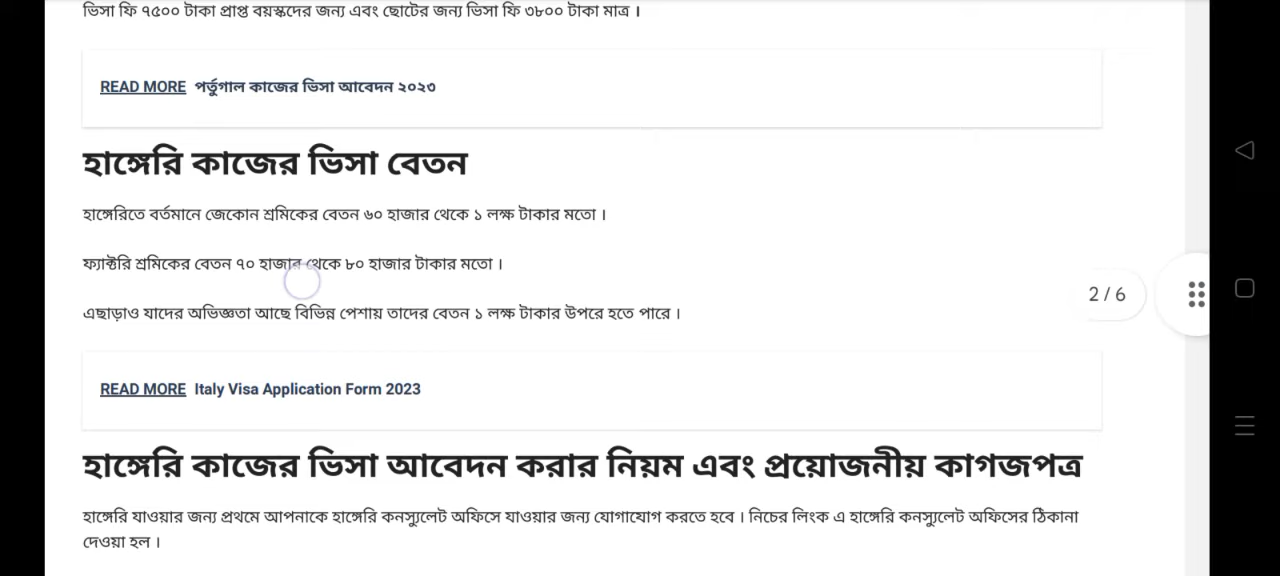 ভিসা ফি ৭৫০০ টাকা প্রাপ্ত বয়স্কদের জন্য এবং ছোটের জন্য ভিসা ফি ৩৮০০ টাকা মাত্র ।
READ MORE পর্তুগাল কাজের ভিসা আবেদন ২০২৩
হাঙ্গেরি কাজের ভিসা বেতন
হাঙ্গেরিতে বর্তমানে জেকোন শ্রমিকের বেতন ৬০ হাজার থেকে ১ লক্ষ টাকার মতো ।
ফ্যাক্টরি শ্রমিকের বেতন ৭০ হাজার থেকে ৮০ হাজার টাকার মতো ।
2 / 6
এছাড়াও যাদের অভিজ্ঞতা আছে বিভিন্ন পেশায় তাদের বেতন ১ লক্ষ টাকার উপরে হতে পারে ।
READ MORE Italy Visa Application Form 2023
হাঙ্গেরি কাজের ভিসা আবেদন করার নিয়ম এবং প্রয়োজনীয় কাগজপত্র
হাঙ্গেরি যাওয়ার জন্য প্রথমে আপনাকে হাঙ্গেরি কনস্যুলেট অফিসে যাওয়ার জন্য যোগাযোগ করতে হবে । নিচের লিংক এ হাঙ্গেরি কনস্যুলেট অফিসের ঠিকানা
দেওয়া হল ।